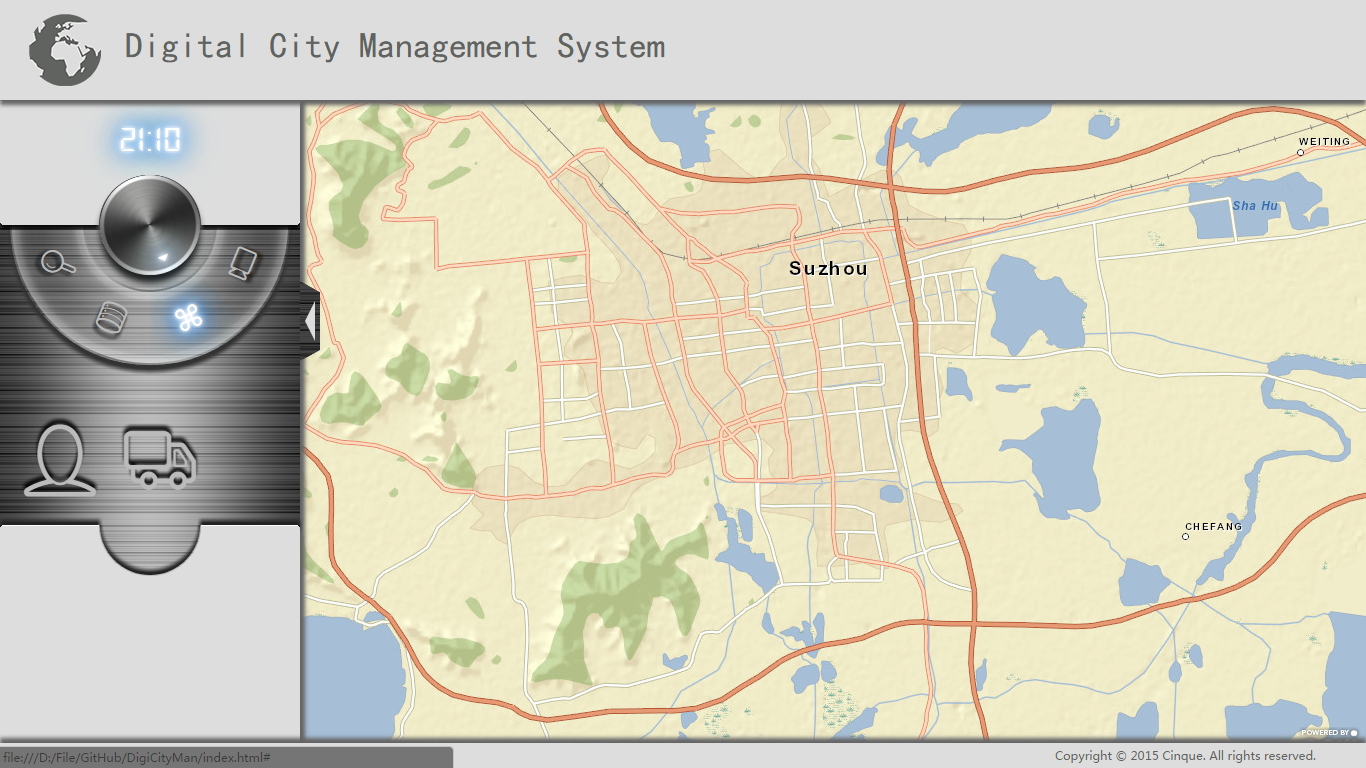 Digital City Management System
21:10
WEITING
Sha Hu
Suzhou
CHEFANG
POWERED BY
file:///D:/File/GitHub/DigiCityMan/index.html#
Copyright © 2015 Cinque. All rights reserved.